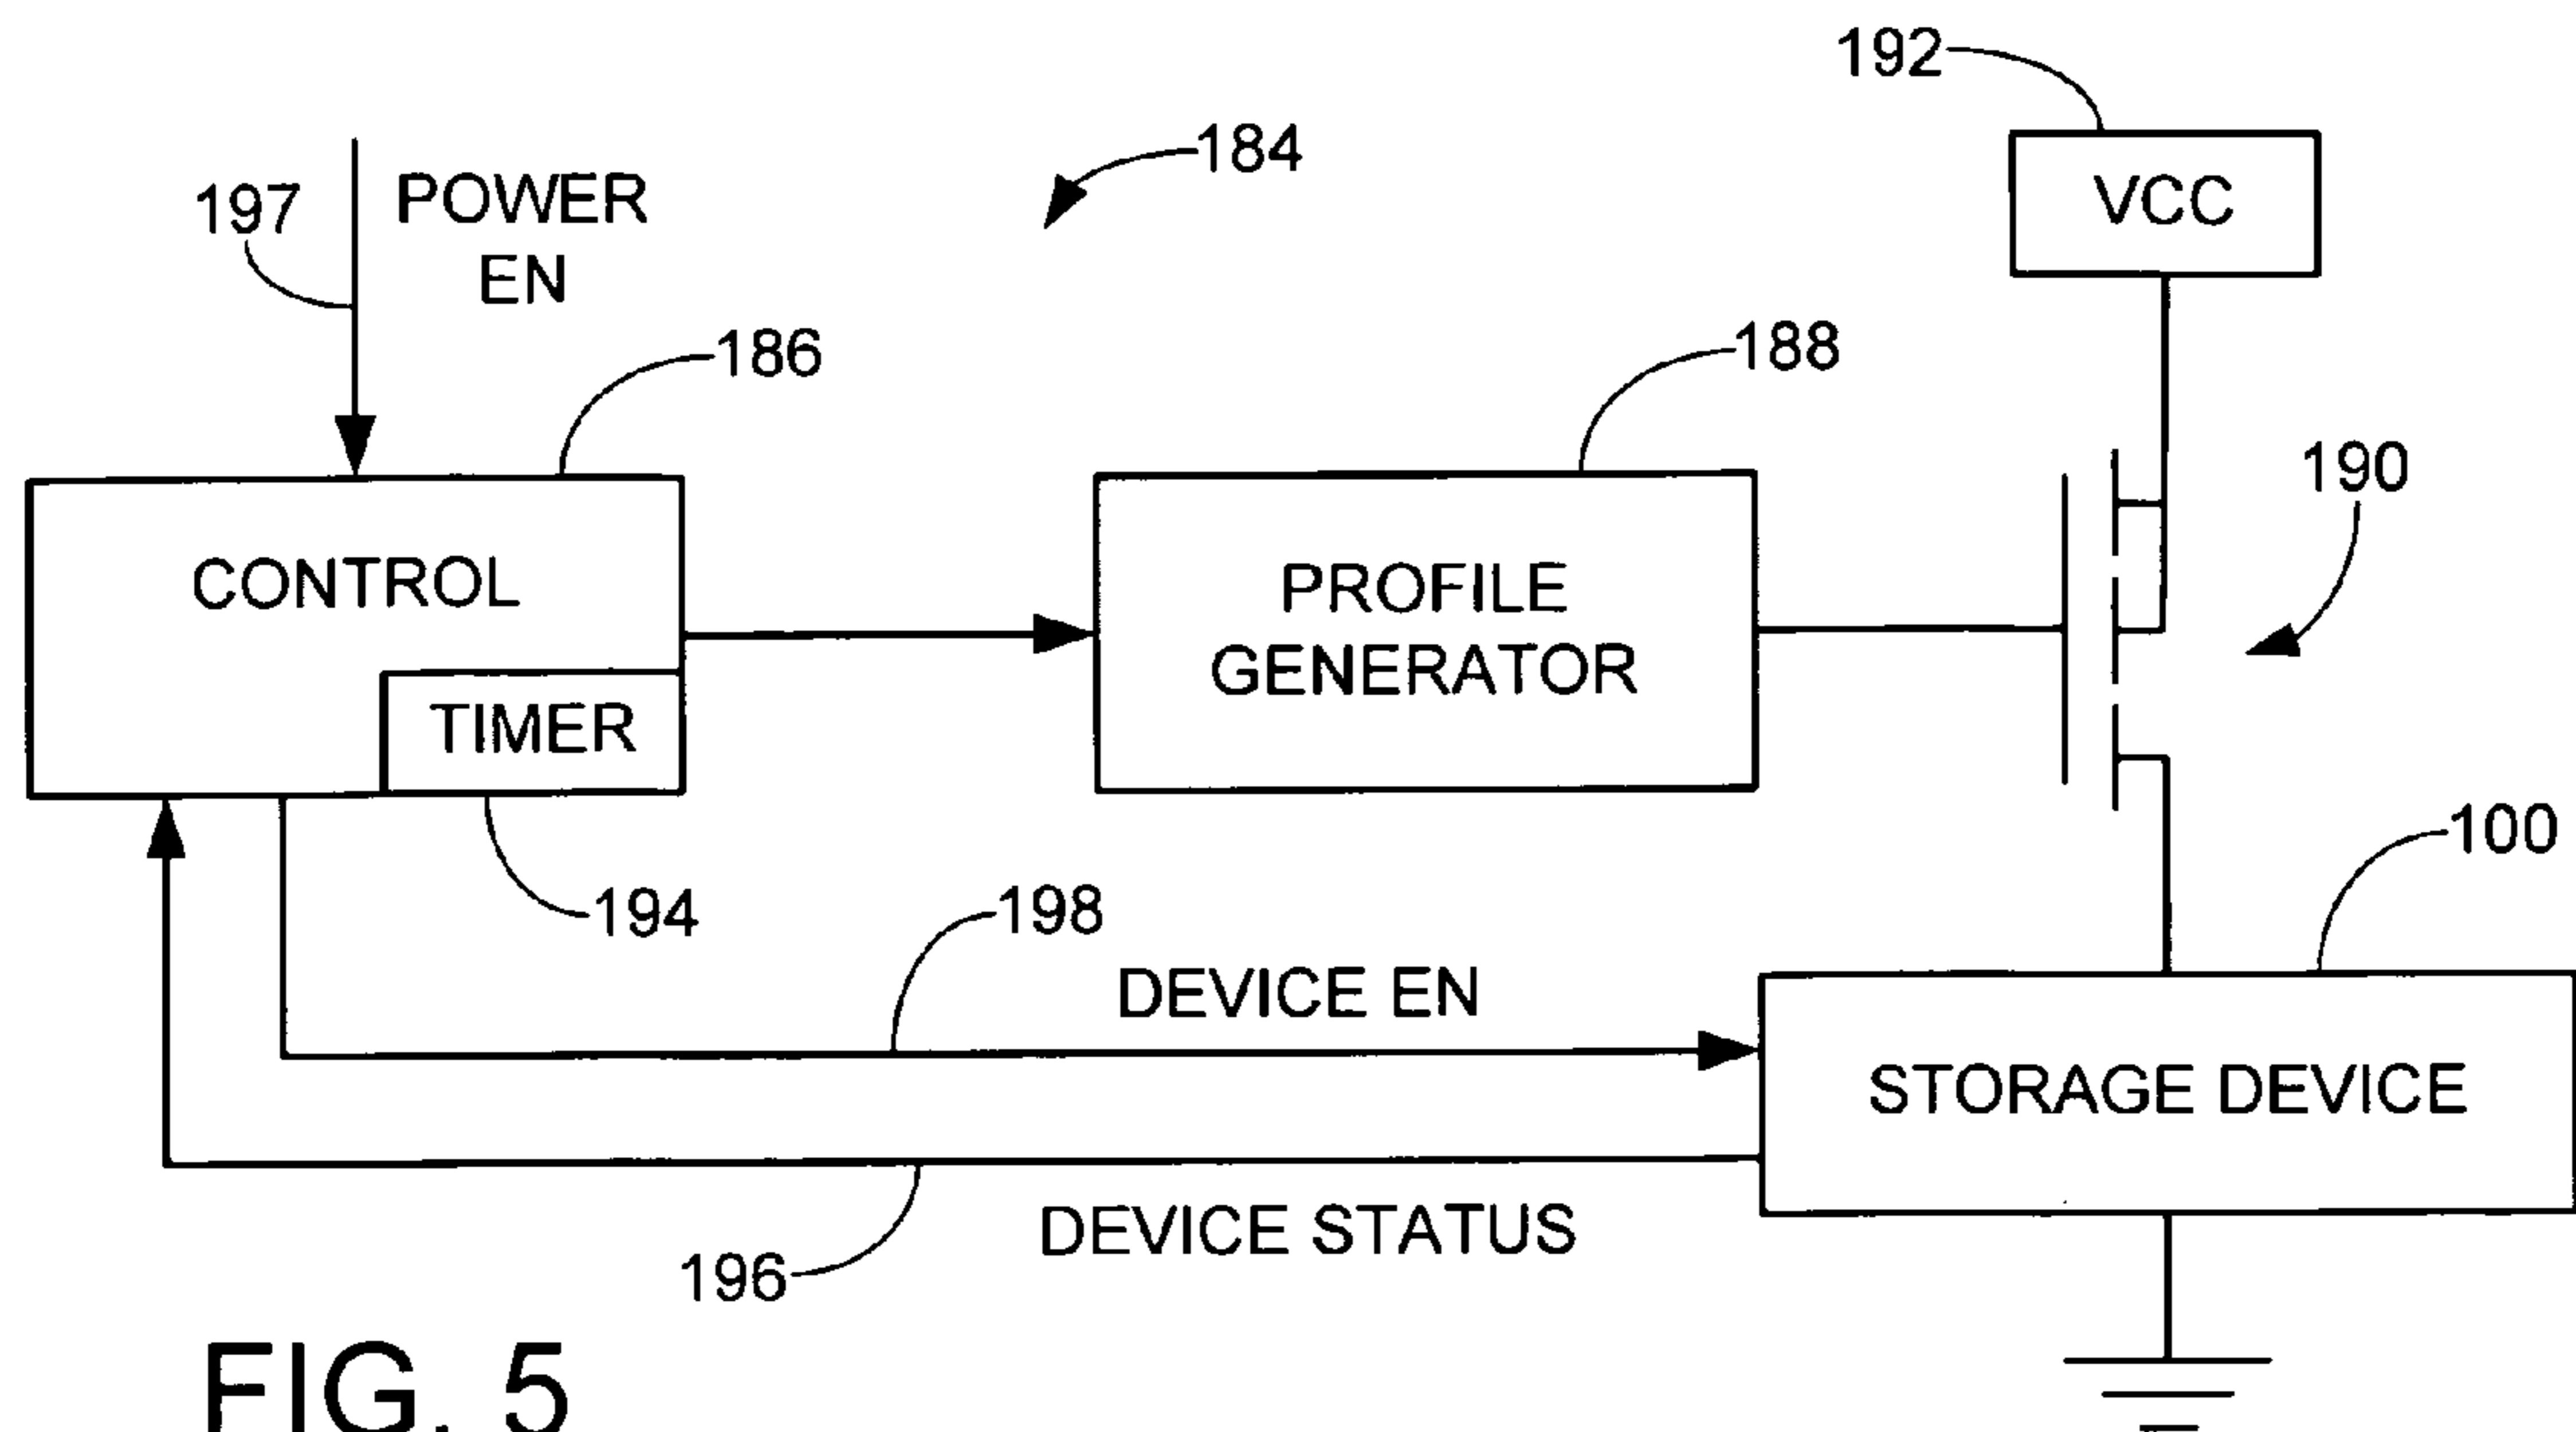 192
184
VCC
197
POWER
EN
186
188
190
CONTROL
PROFILE
GENERATOR
TIMER
100
194
198
DEVICE EN
STORAGE DEVICE
DEVICE STATUS
196
FIG. 5